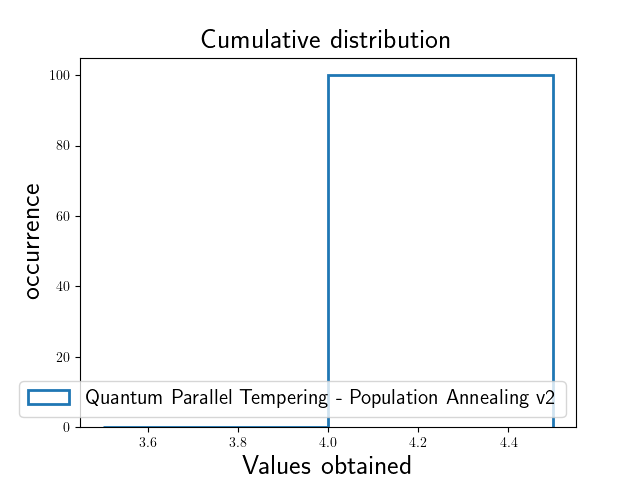 Cumulative distribution
100
80
60
40
20
0
occurrence
Quantum Parallel Tempering - Population Annealing v2
3.6 3.8 4.0 4.2 4.4
Values obtained